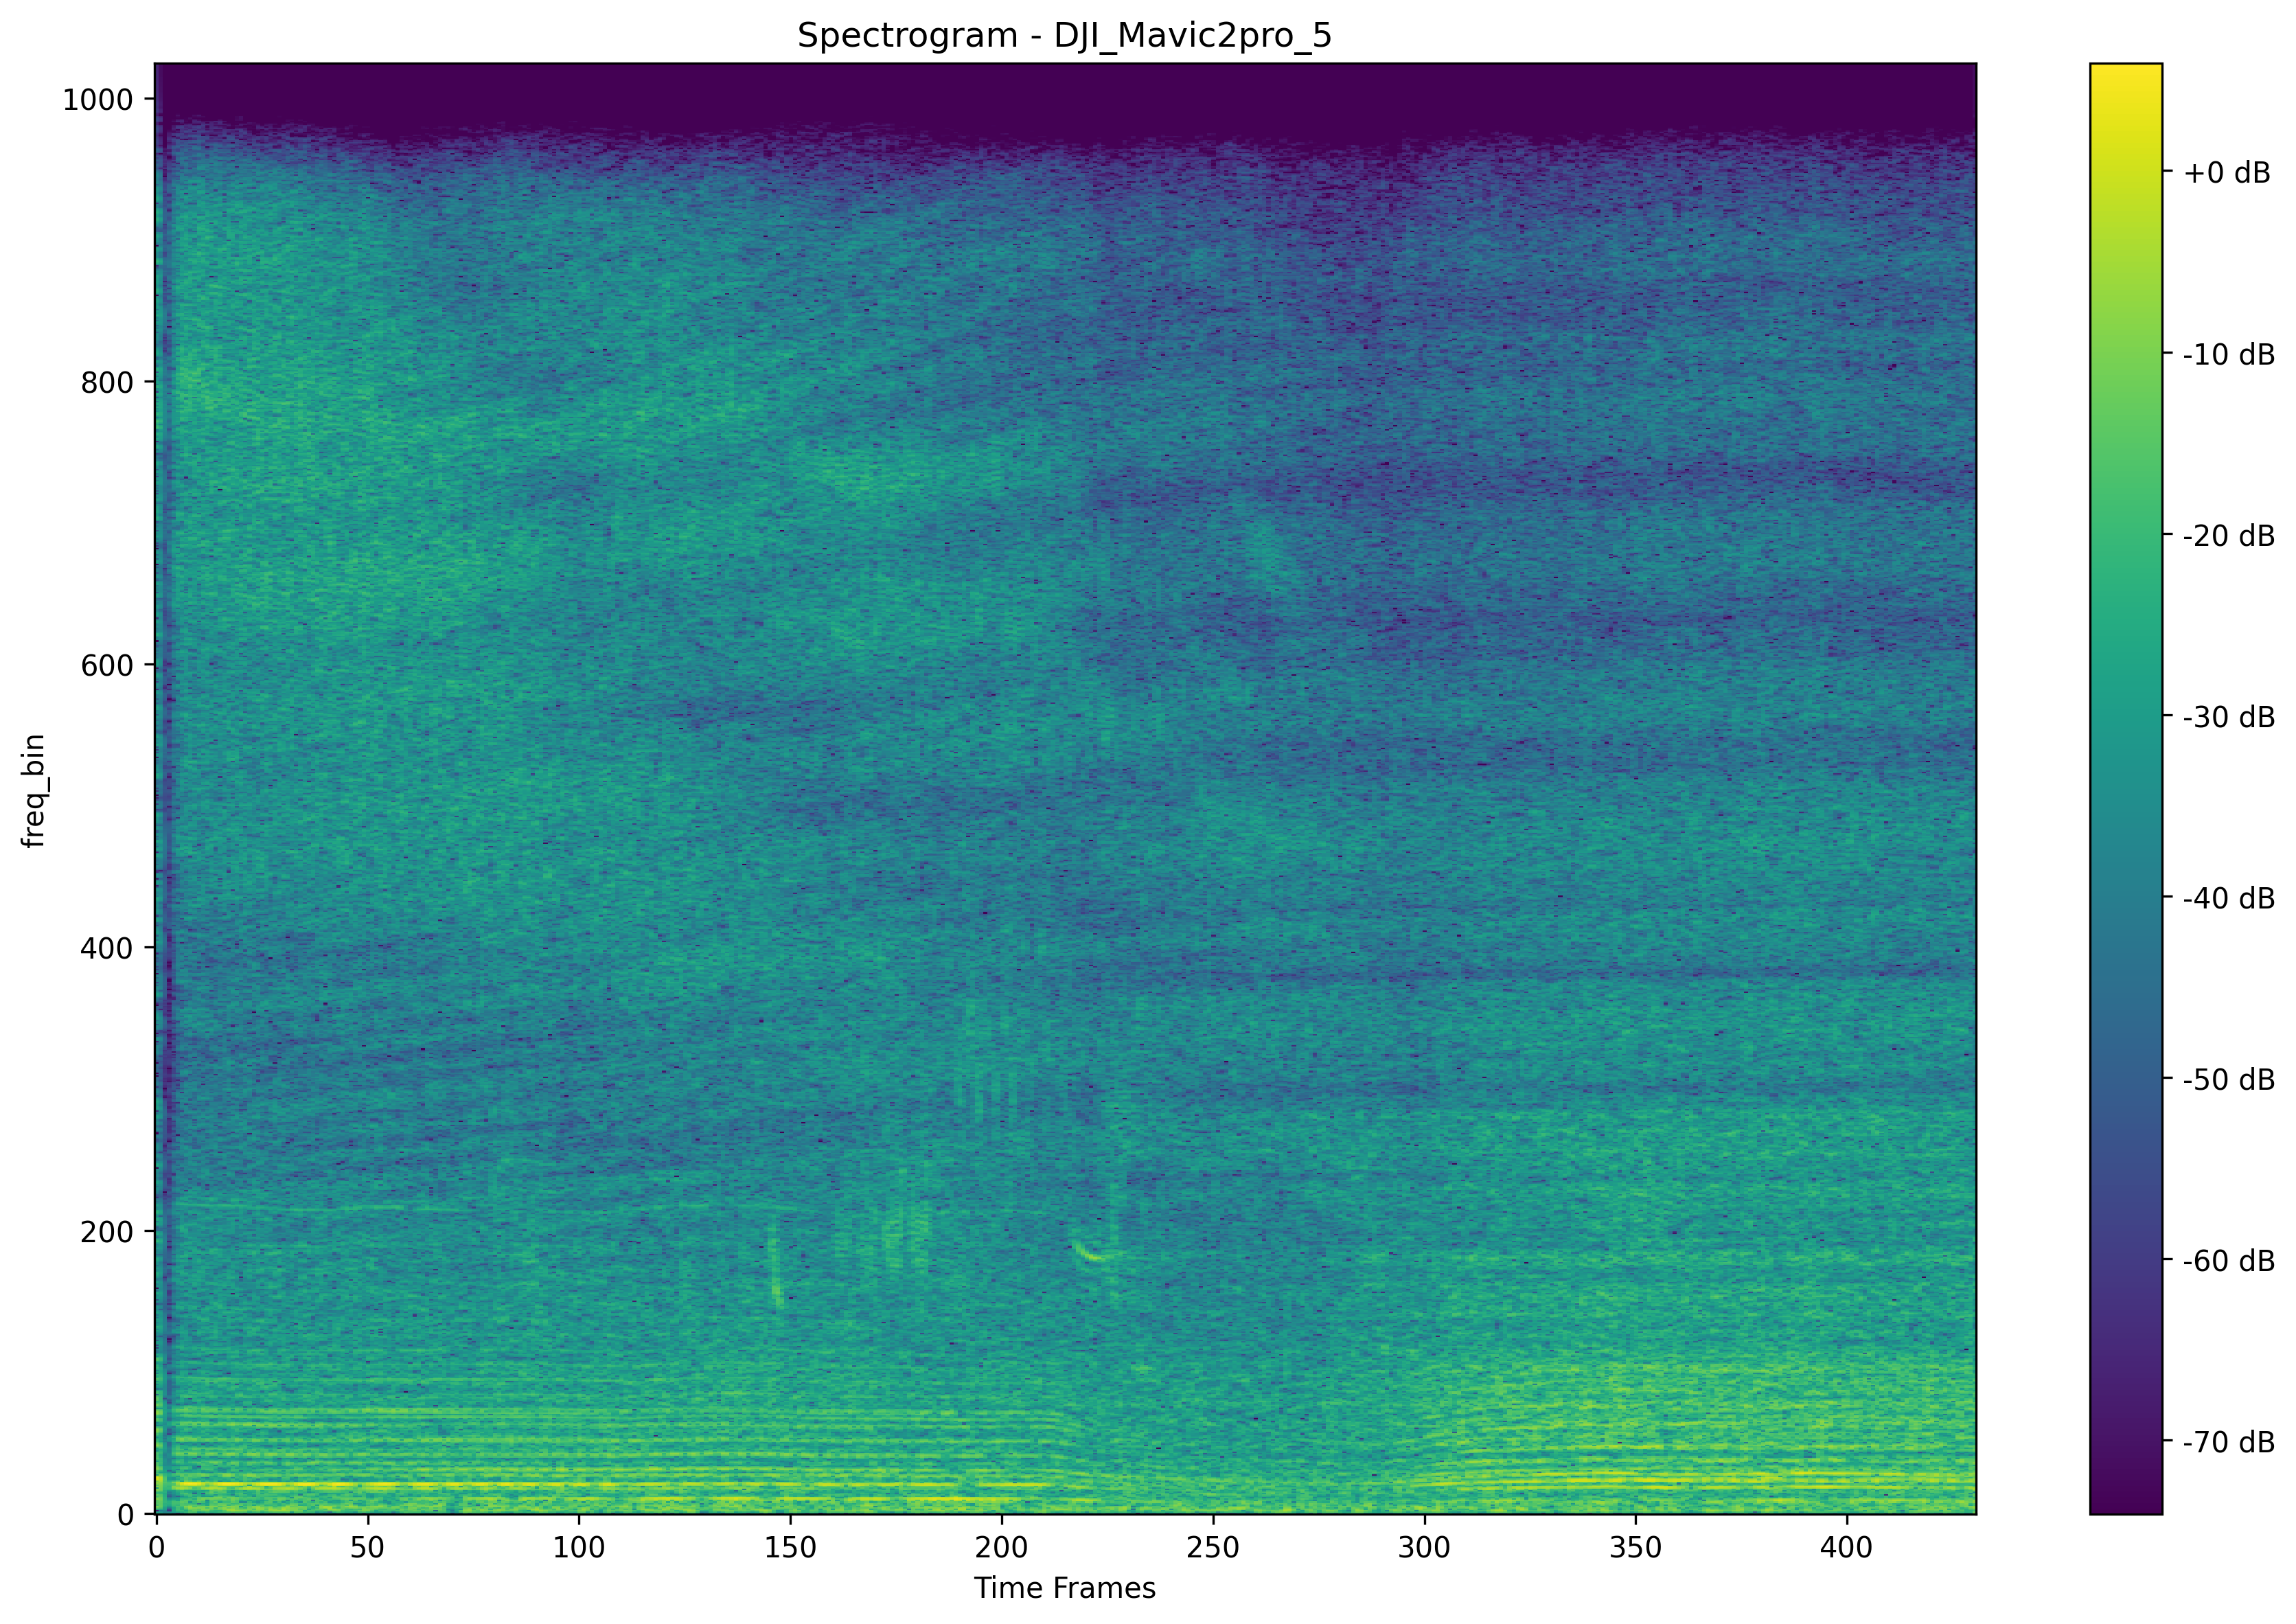 Spectrogram - DJI_Mavic2pro_5
freq_bin
1000
800
600
400
200
0
0
50
100
150
200
250
300
350
400
Time Frames
+0 dB
-10 dB
-20 dB
-30 dB
-40 dB
-50 dB
-60 dB
-70 dB